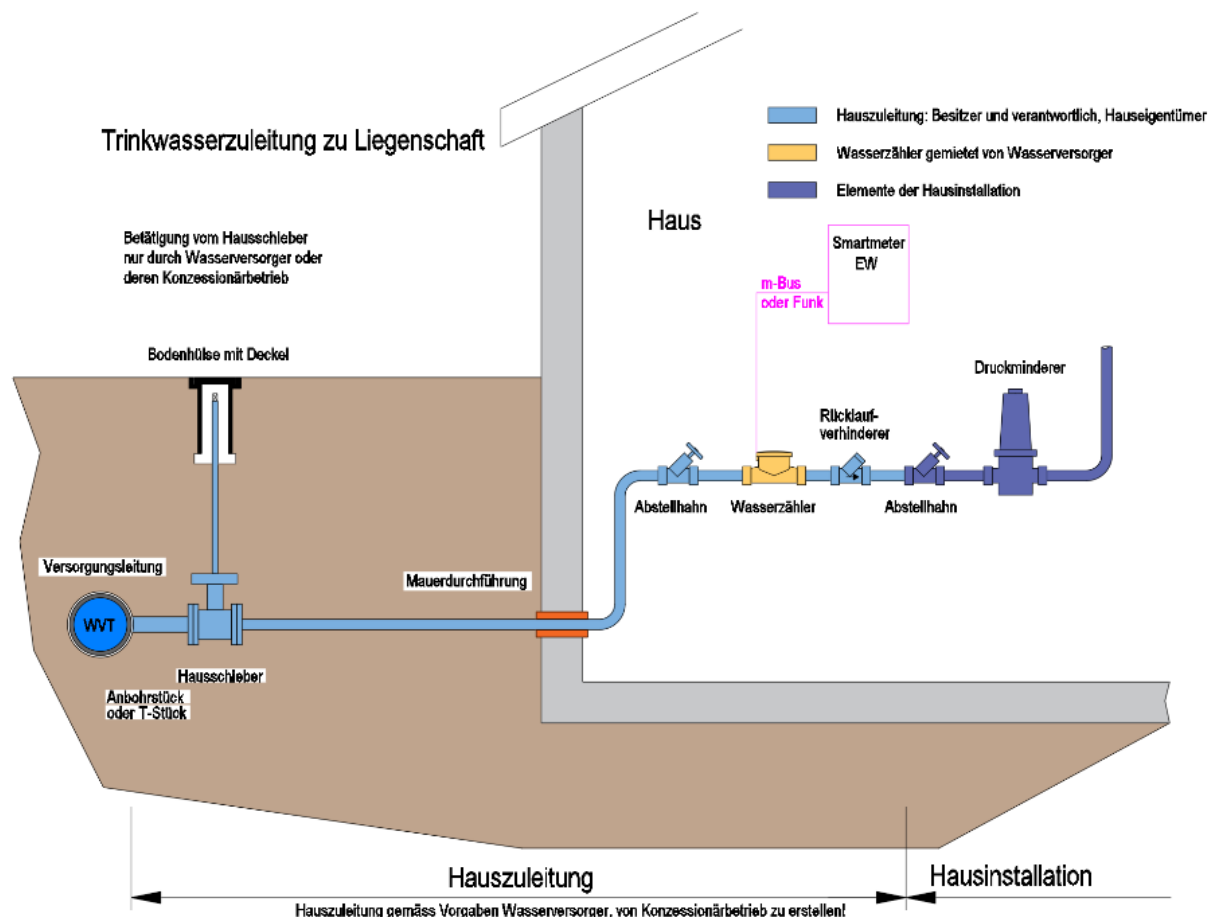 Trinkwasserzuleitung zu Liegenschaft
Hauszuleitung: Besitzer und verantwortlich, Hauseigentümer
Wasserzähler gemietet von Wasserversorger
Elemente der Hausinstallation
Betätigung vom Hausschieber
nur durch Wasserversorger oder
deren Konzessionärbetrieb
Haus
Smartmeter
EW
m-Bus
oder Funk
Bodenhülse mit Deckel
Druckminderer
Rücklauf-
verhinderer
Abstellhahn
Wasserzähler
Abstellhahn
Versorgungsleitung
Mauerdurchführung
WVT
Hausschieber
Anbohrstück
oder T-Stück
Hauszuleitung
Hausinstallation
Hauszuleitung gemäss Vorgaben Wasserversorger, von Konzessionärbetrieb zu erstellen!